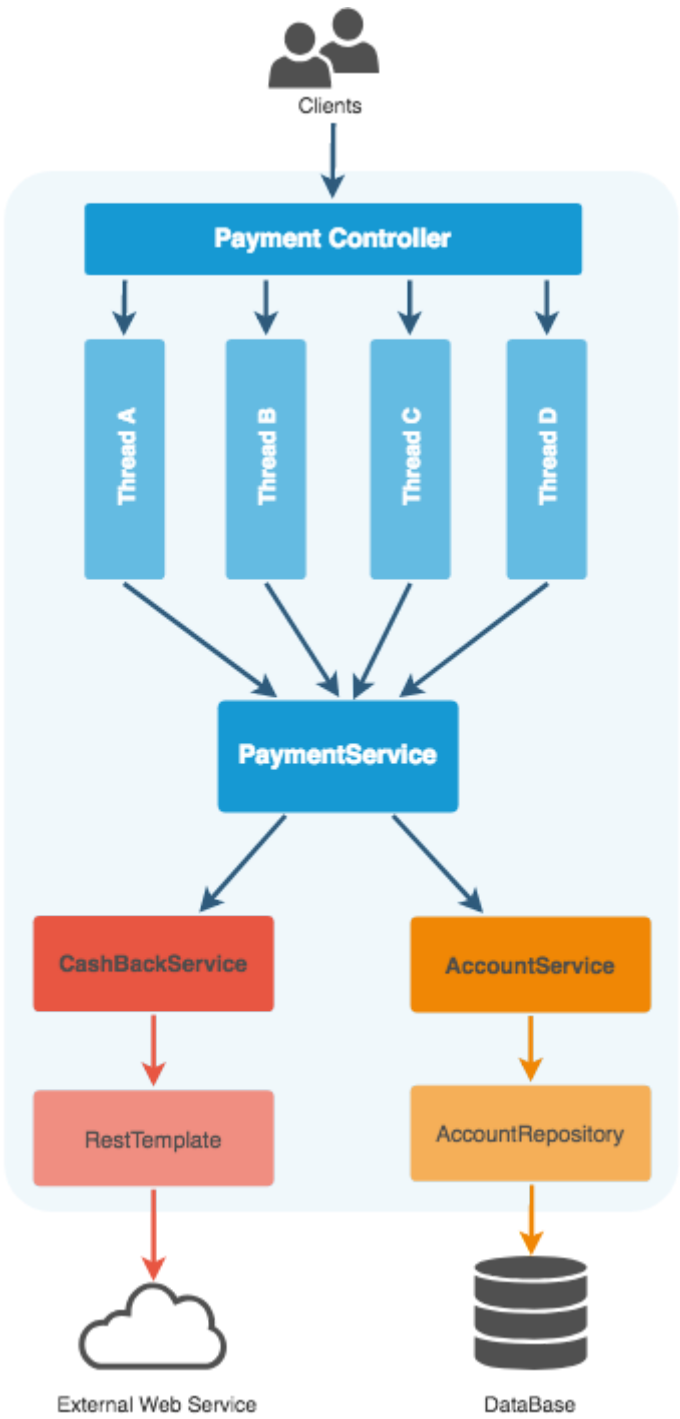 Clients
Payment Controller
Thread A
Thread B
Thread C
Thread D
PaymentService
CashBackService
AccountService
RestTemplate
AccountRepository
External Web Service
DataBase